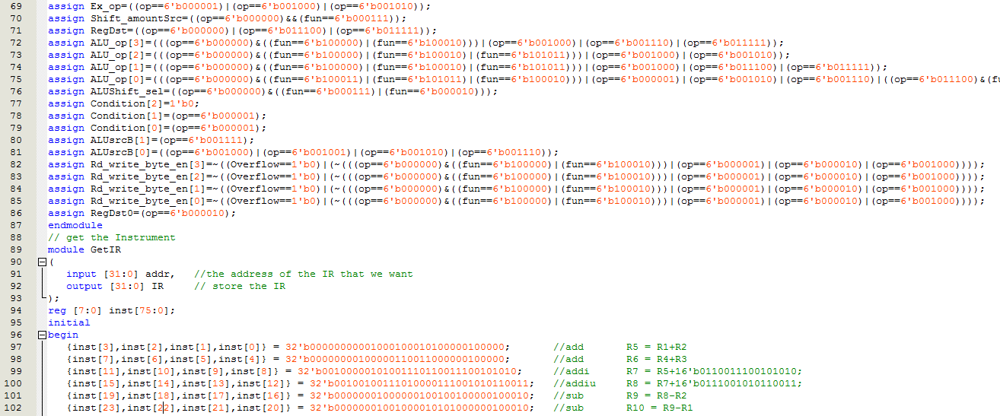 69 assign Ex_op=((op==6'b000001)|(op==6'b001000)|(op==6'b001010));
70 assign Shift_amountSrc=((op==6'b000000)&&(fun==6'b000111));
71 assign RegDst=((op==6'b000000)|(op==6'b011100)|(op==6'b011111));
72 assign ALU_op[3]=(((op==6'b000000)&((fun==6'b100000)|(fun==6'b100010)))|(op==6'b001000)|(op==6'b001110)|(op==6'b011111));
73 assign ALU_op[2]=(((op==6'b000000)&((fun==6'b100000)|(fun==6'b100010)|(fun==6'b101011)))|(op==6'b001000)|(op==6'b001010));
74 assign ALU_op[1]=(((op==6'b000000)&((fun==6'b100000)|(fun==6'b100010)|(fun==6'b101011)))|(op==6'b001000)|(op==6'b011100)|(op==6'b011111));
75 assign ALU_op[0]=(((op==6'b000000)&((fun==6'b100011)|(fun==6'b101011)|(fun==6'b100010)))|(op==6'b000001)|(op==6'b001010)|(op==6'b001110)|((op==6'b011100)&(fu
76 assign ALUShift_sel=((op==6'b000000)&((fun==6'b000111)|(fun==6'b000010)));
77 assign Condition[2]=1'b0;
78 assign Condition[1]=(op==6'b000001);
79 assign Condition[0]=(op==6'b000001);
80 assign ALUsrcB[1]=(op==6'b001111);
81 assign ALUsrcB[0]=((op==6'b001000)|(op==6'b001001)|(op==6'b001010)|(op==6'b001110));
82 assign Rd_write_byte_en[3]=~((Overflow==1'b0)|(~(((op==6'b000000)&((fun==6'b100000)|(fun==6'b100010)))|(op==6'b000001)|(op==6'b000010)|(op==6'b001000))));
83 assign Rd_write_byte_en[2]=~((Overflow==1'b0)|(~(((op==6'b000000)&((fun==6'b100000)|(fun==6'b100010)))|(op==6'b000001)|(op==6'b000010)|(op==6'b001000))));
84 assign Rd_write_byte_en[1]=~((Overflow==1'b0)|(~(((op==6'b000000)&((fun==6'b100000)|(fun==6'b100010)))|(op==6'b000001)|(op==6'b000010)|(op==6'b001000))));
85 assign Rd_write_byte_en[0]=~((Overflow==1'b0)|(~(((op==6'b000000)&((fun==6'b100000)|(fun==6'b100010)))|(op==6'b000001)|(op==6'b000010)|(op==6'b001000))));
86 assign RegDst0=(op==6'b000010);
87 endmodule
88 // get the Instrument
89 module GetIR
90 (
91 input [31:0] addr, //the address of the IR that we want
92 output [31:0] IR // store the IR
93 );
94 reg [7:0] inst[75:0];
95 initial
96 begin
97 {inst[3],inst[2],inst[1],inst[0]} = 32'b00000000001000100010100000100000; //add R5 = R1+R2
98 {inst[7],inst[6],inst[5],inst[4]} = 32'b00000000100000110011000000100000; //add R6 = R4+R3
99 {inst[11],inst[10],inst[9],inst[8]} = 32'b00100000101001110110011100101010; //addi R7 = R5+16'b0110011100101010;
100 {inst[15],inst[14],inst[13],inst[12]} = 32'b00100100111010000111001010110011; //addiu R8 = R7+16'b0111001010110011;
101 {inst[19],inst[18],inst[17],inst[16]} = 32'b00000001000000100100100000100010; //sub R9 = R8-R2
102 {inst[23],inst[22],inst[21],inst[20]} = 32'b00000001001000010101000000100010; //sub R10 = R9-R1